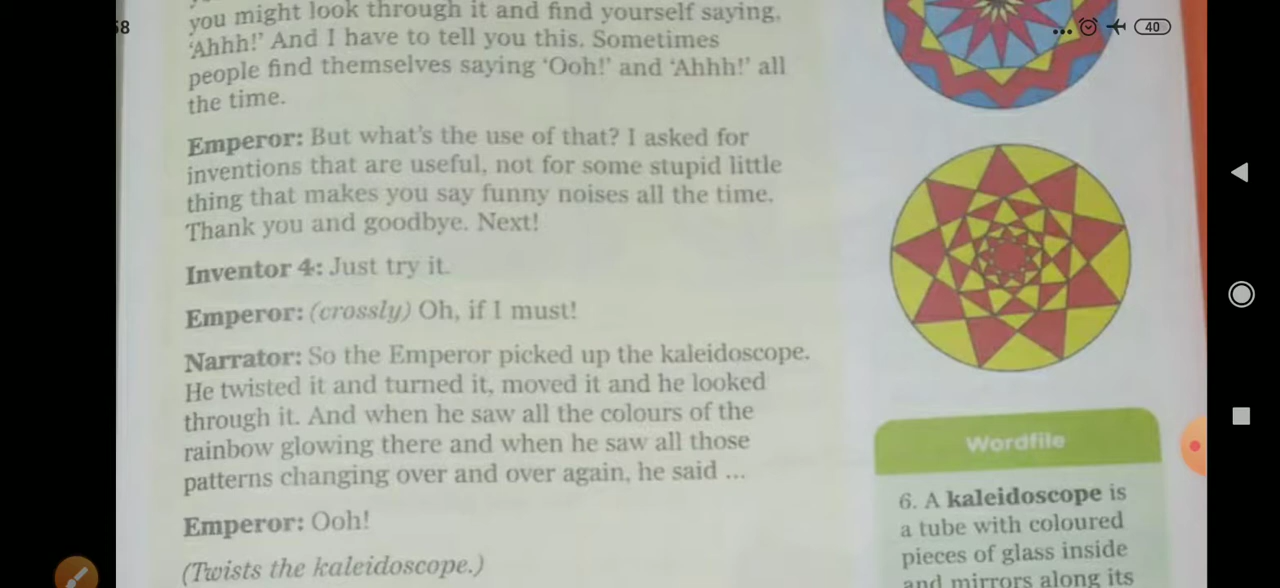 58
40
you might look through it and find yourself saying,
‘Ahhh!’ And I have to tell you this. Sometimes
people find themselves saying ‘Ooh!’ and ‘Ahhh!’ all
the time.
Emperor: But what’s the use of that? I asked for
inventions that are useful, not for some stupid little
thing that makes you say funny noises all the time.
Thank you and goodbye. Next!
Inventor 4: Just try it.
Emperor: (crossly) Oh, if I must!
Narrator: So the Emperor picked up the kaleidoscope.
He twisted it and turned it, moved it and he looked
through it. And when he saw all the colours of the
rainbow glowing there and when he saw all those
patterns changing over and over again, he said ...
Emperor: Ooh!
(Twists the kaleidoscope.)
Wordfile
6. A kaleidoscope is
a tube with coloured
pieces of glass inside
and mirrors along its